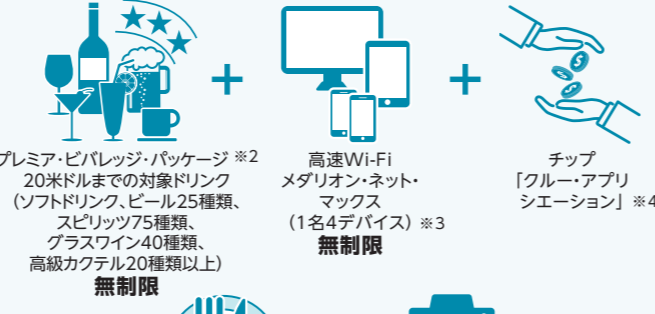 プレミア・ビバレッジ・パッケージ ※2
20米ドルまでの対象ドリンク
(ソフトドリンク、ビール25種類、
スピリッツ75種類、
グラスワイン40種類、
高級カクテル20種類以上)
無制限
高速Wi-Fi
メダリオン・ネット・
マックス
(1名4デバイス) ※3
無制限
チップ
「クルー・アプリ
シエーション」 ※4